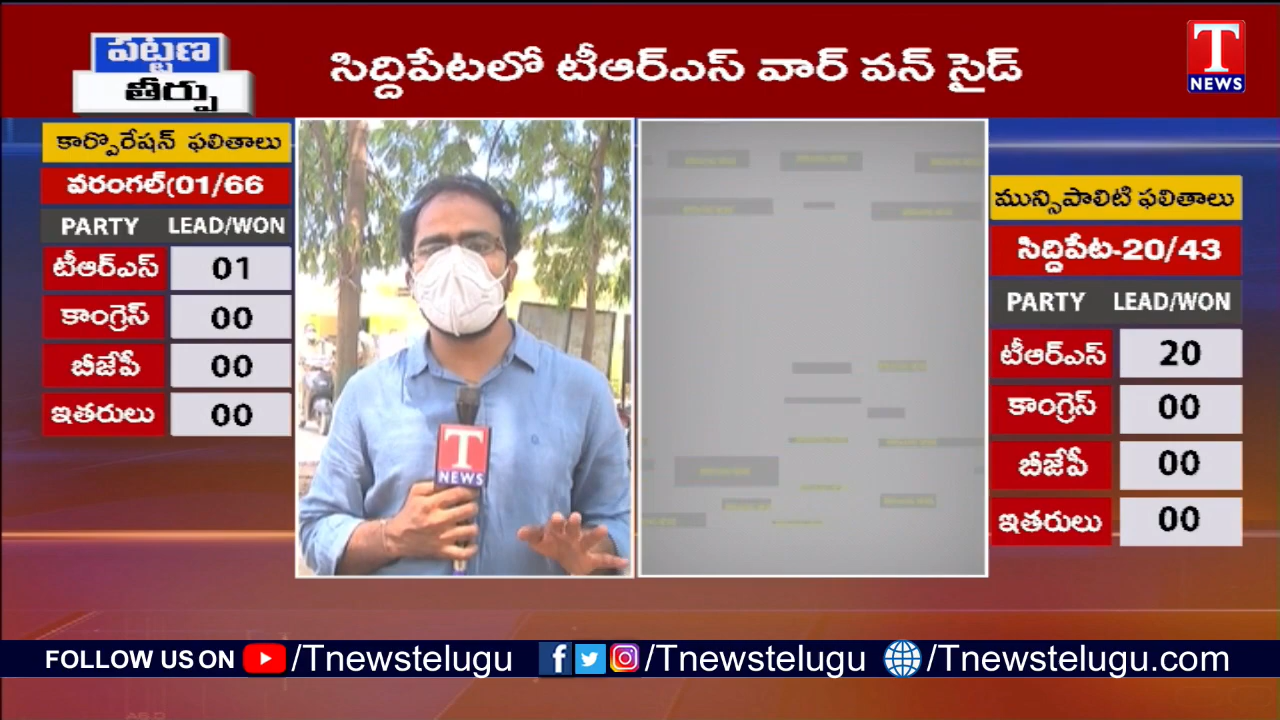 పట్టణ
తీర్పు
సిద్దిపేటలో టీఆర్ఎస్ వార్ వన్ సైడ్
T
NEWS
కార్పొరేషన్ ఫలితాలు
వరంగల్(01/66
PARTY LEAD/WON
టీఆర్ఎస్ 01
కాంగ్రెస్ 00
బీజేపీ 00
ఇతరులు 00
T
NEWS
మున్సిపాలిటి ఫలితాలు
సిద్దిపేట-20/43
PARTY LEAD/WON
టీఆర్ఎస్ 20
కాంగ్రెస్ 00
బీజేపీ 00
ఇతరులు 00
FOLLOW US ON /Tnewstelugu /Tnewstelugu /Tnewstelugu.com